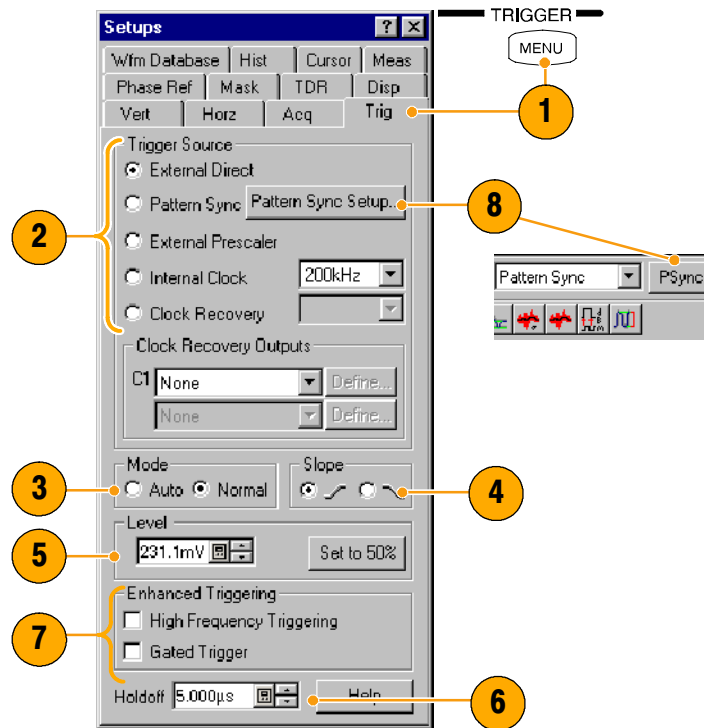 Setups
TRIGGER
MENU
Wfm Database Hist Cursor Meas
Phase Ref Mask TDR Disp
Vert Horz Acq Trig
1
Trigger Source
External Direct
Pattern Sync Pattern Sync Setup...
8
2
External Prescaler
Internal Clock 200kHz
Pattern Sync PSync
Clock Recovery
Clock Recovery Outputs
C1 None Define...
None Define...
Mode Slope
3
Auto Normal
4
Level
5
231.1mV Set to 50%
Enhanced Triggering
7
High Frequency Triggering
Gated Trigger
Holdoff 5.000µs Help
6